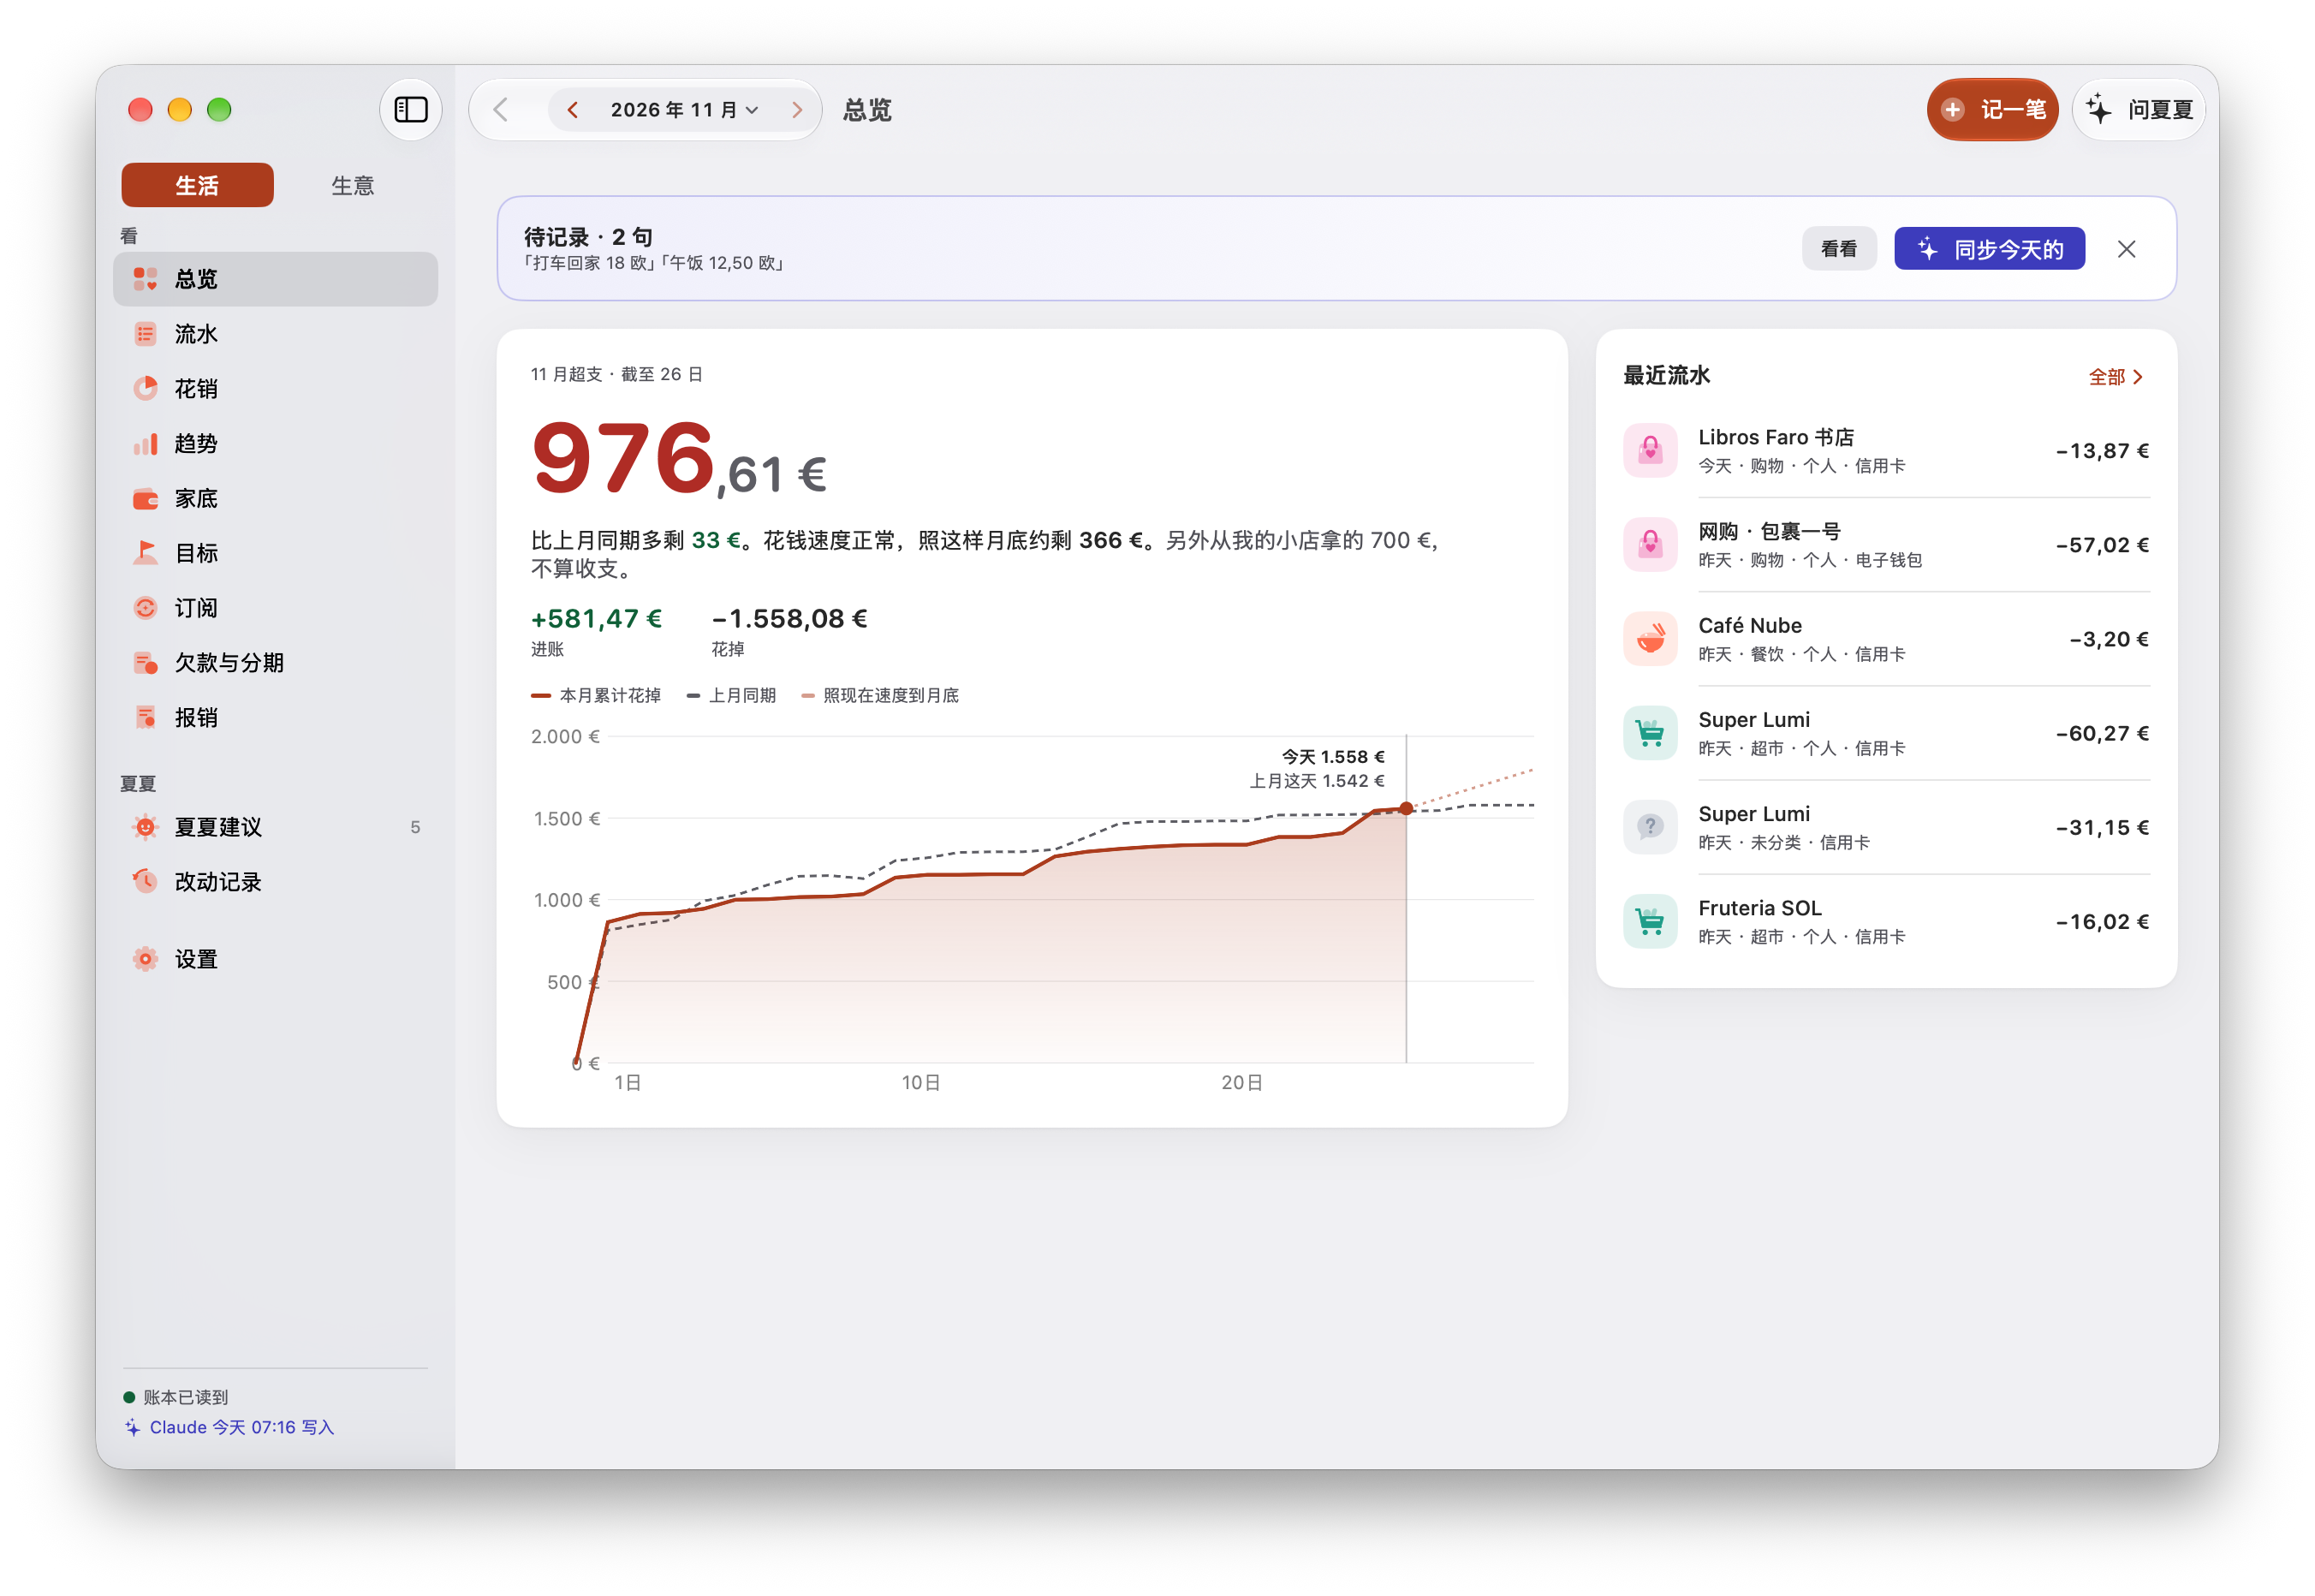 2026 年 11 月
总览
记一笔
问夏夏
生活
生意
看
总览
流水
花销
趋势
家底
目标
订阅
欠款与分期
报销
夏夏
夏夏建议
5
改动记录
设置
账本已读到
Claude 今天 07:16 写入
待记录 · 2 句
「打车回家 18 欧」「午饭 12,50 欧」
看看
同步今天的
11 月超支 · 截至 26 日
976,61 €
比上月同期多剩 33 €。花钱速度正常，照这样月底约剩 366 €。另外从我的小店拿的 700 €，
不算收支。
+581,47 €
进账
−1.558,08 €
花掉
本月累计花掉
上月同期
照现在速度到月底
2.000 €
1.500 €
1.000 €
500 €
0 €
今天 1.558 €
上月这天 1.542 €
1日
10日
20日
最近流水
全部
Libros Faro 书店
今天 · 购物 · 个人 · 信用卡
−13,87 €
网购 · 包裹一号
昨天 · 购物 · 个人 · 电子钱包
−57,02 €
Café Nube
昨天 · 餐饮 · 个人 · 信用卡
−3,20 €
Super Lumi
昨天 · 超市 · 个人 · 信用卡
−60,27 €
Super Lumi
昨天 · 未分类 · 信用卡
−31,15 €
Fruteria SOL
昨天 · 超市 · 个人 · 信用卡
−16,02 €